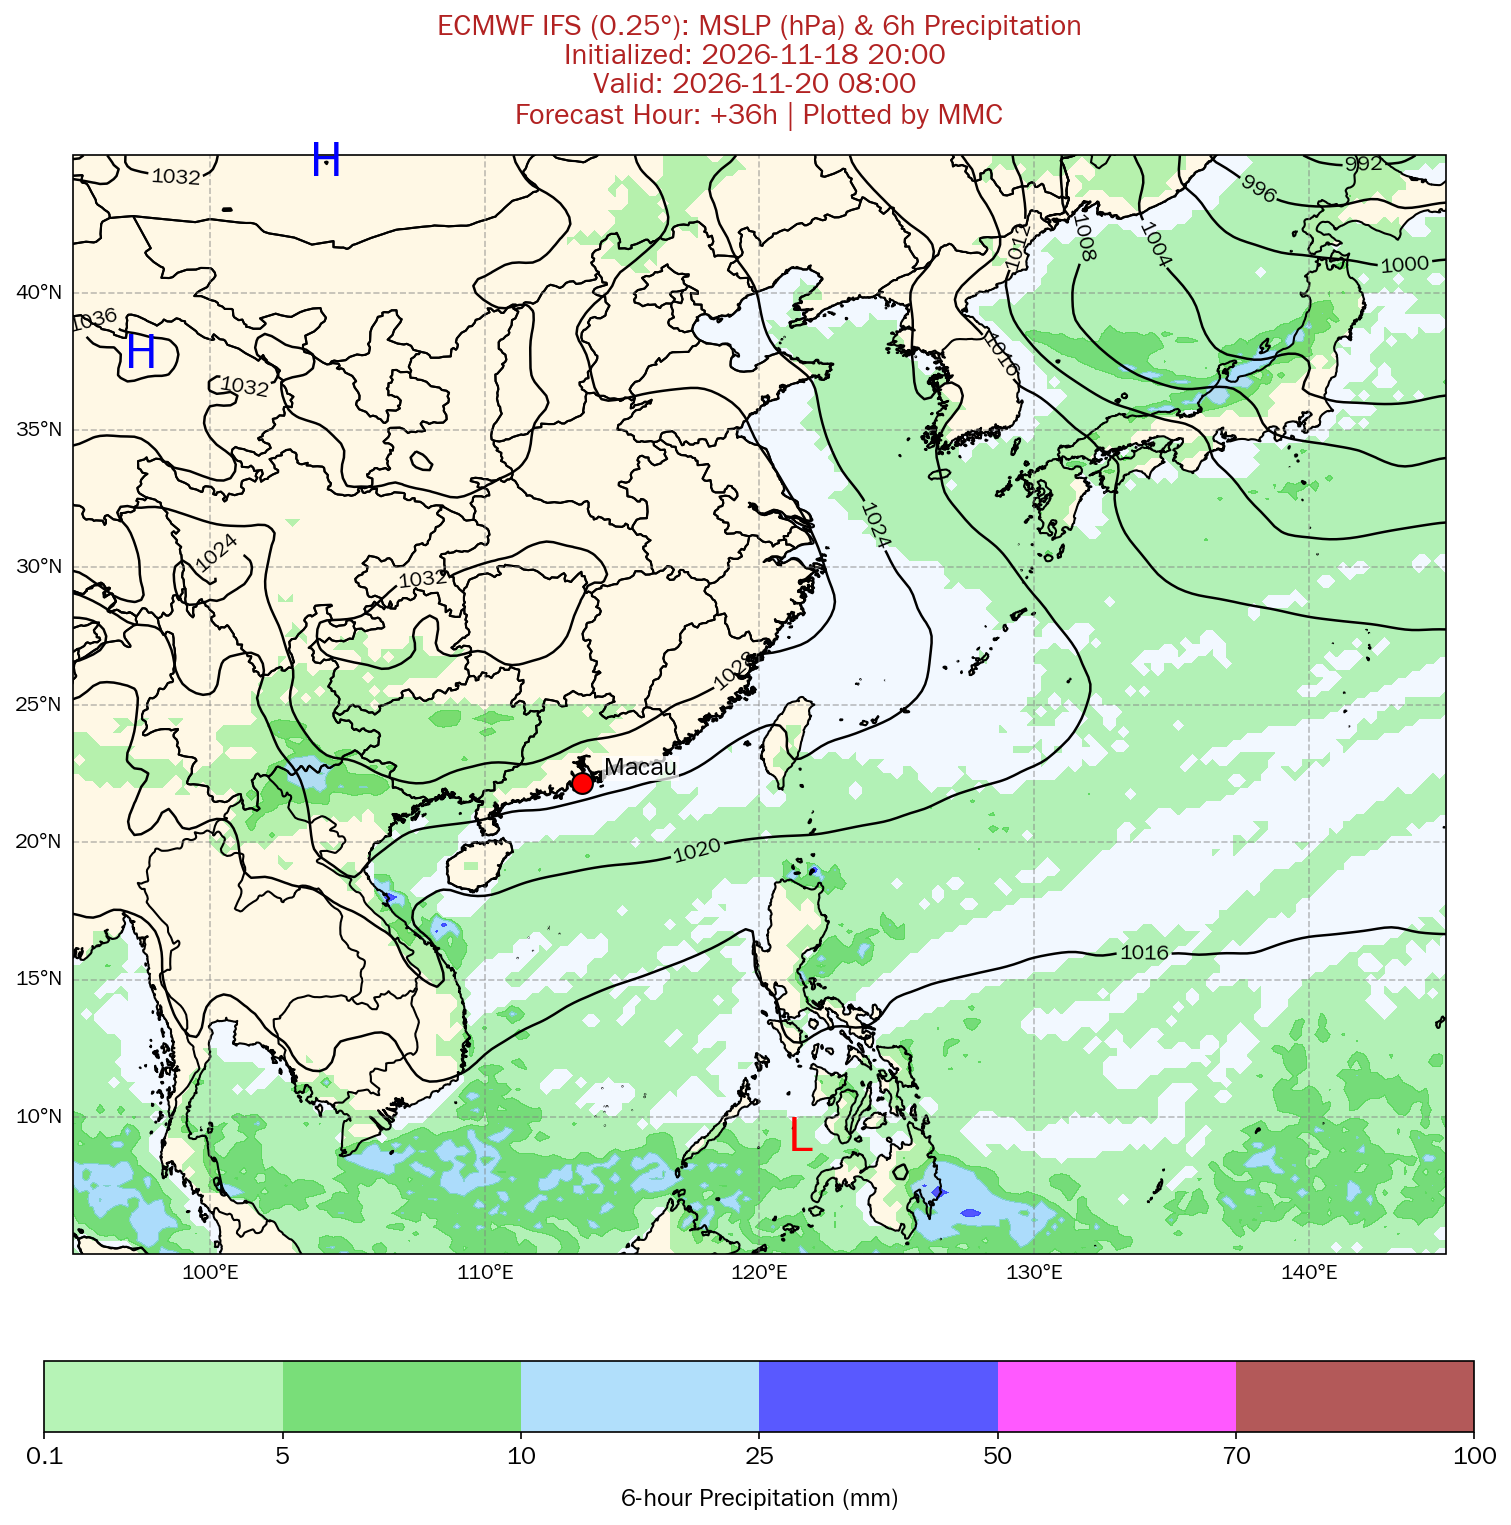 ECMWF IFS (0.25°): MSLP (hPa) & 6h Precipitation
Initialized: 2026-11-18 20:00
Valid: 2026-11-20 08:00
Forecast Hour: +36h | Plotted by MMC
H
1032
992
996
1012
1008
1004
1000
40°N
1036
H
1032
1016
35°N
1024
1024
30°N
1032
1028
25°N
Macau
20°N
1020
1016
15°N
10°N
L
100°E 110°E 120°E 130°E 140°E
0.1 5 10 25 50 70 100
6-hour Precipitation (mm)